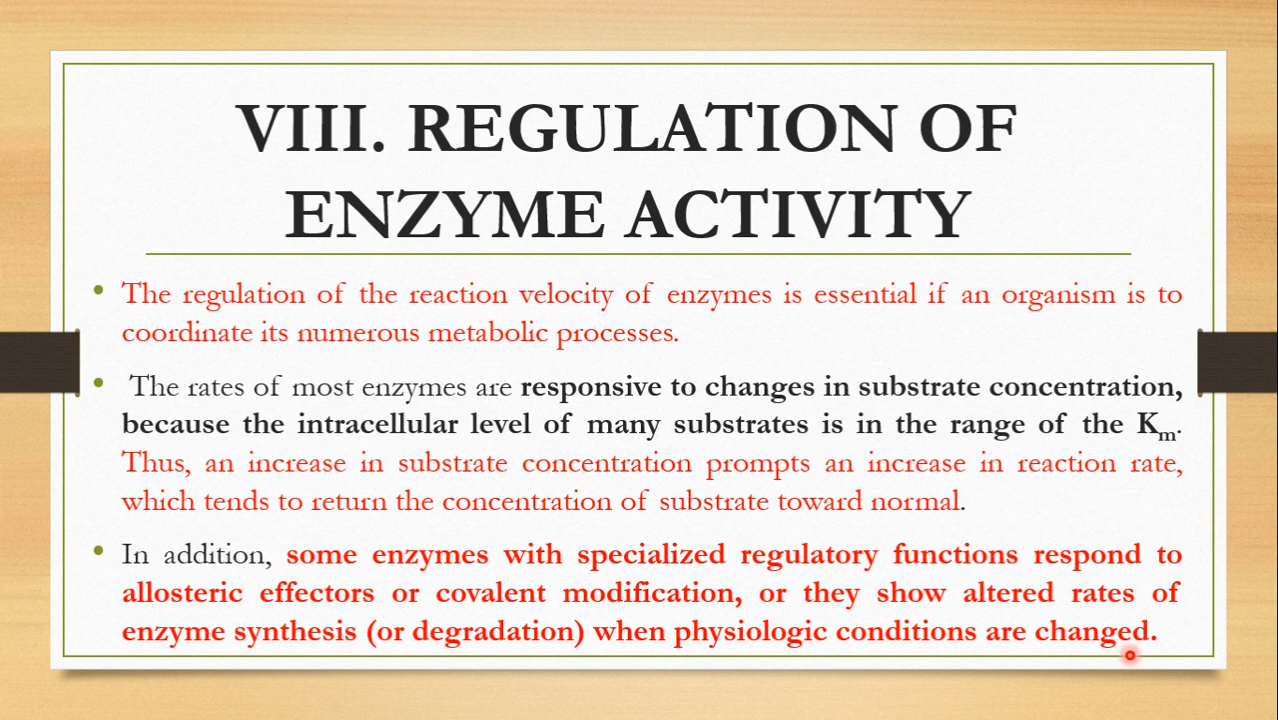 VIII. REGULATION OF
ENZYME ACTIVITY
• The regulation of the reaction velocity of enzymes is essential if an organism is to
coordinate its numerous metabolic processes.
• The rates of most enzymes are responsive to changes in substrate concentration,
because the intracellular level of many substrates is in the range of the Km.
Thus, an increase in substrate concentration prompts an increase in reaction rate,
which tends to return the concentration of substrate toward normal.
• In addition, some enzymes with specialized regulatory functions respond to
allosteric effectors or covalent modification, or they show altered rates of
enzyme synthesis (or degradation) when physiologic conditions are changed.